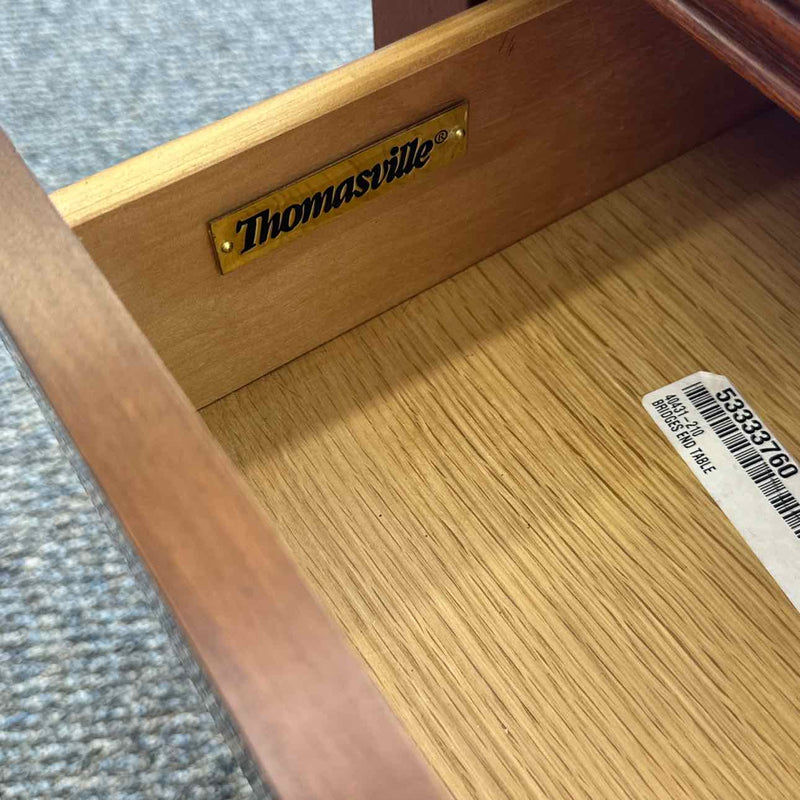 Thomasville®
53333760
40431-210
BRIDGES END TABLE